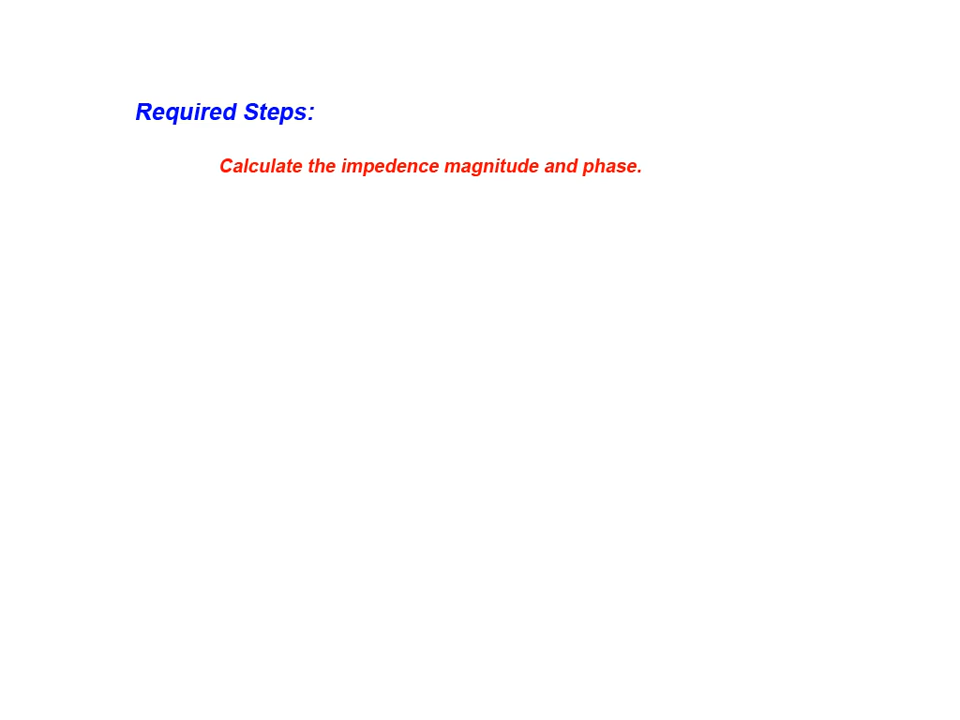 Required Steps:
Calculate the impedence magnitude and phase.